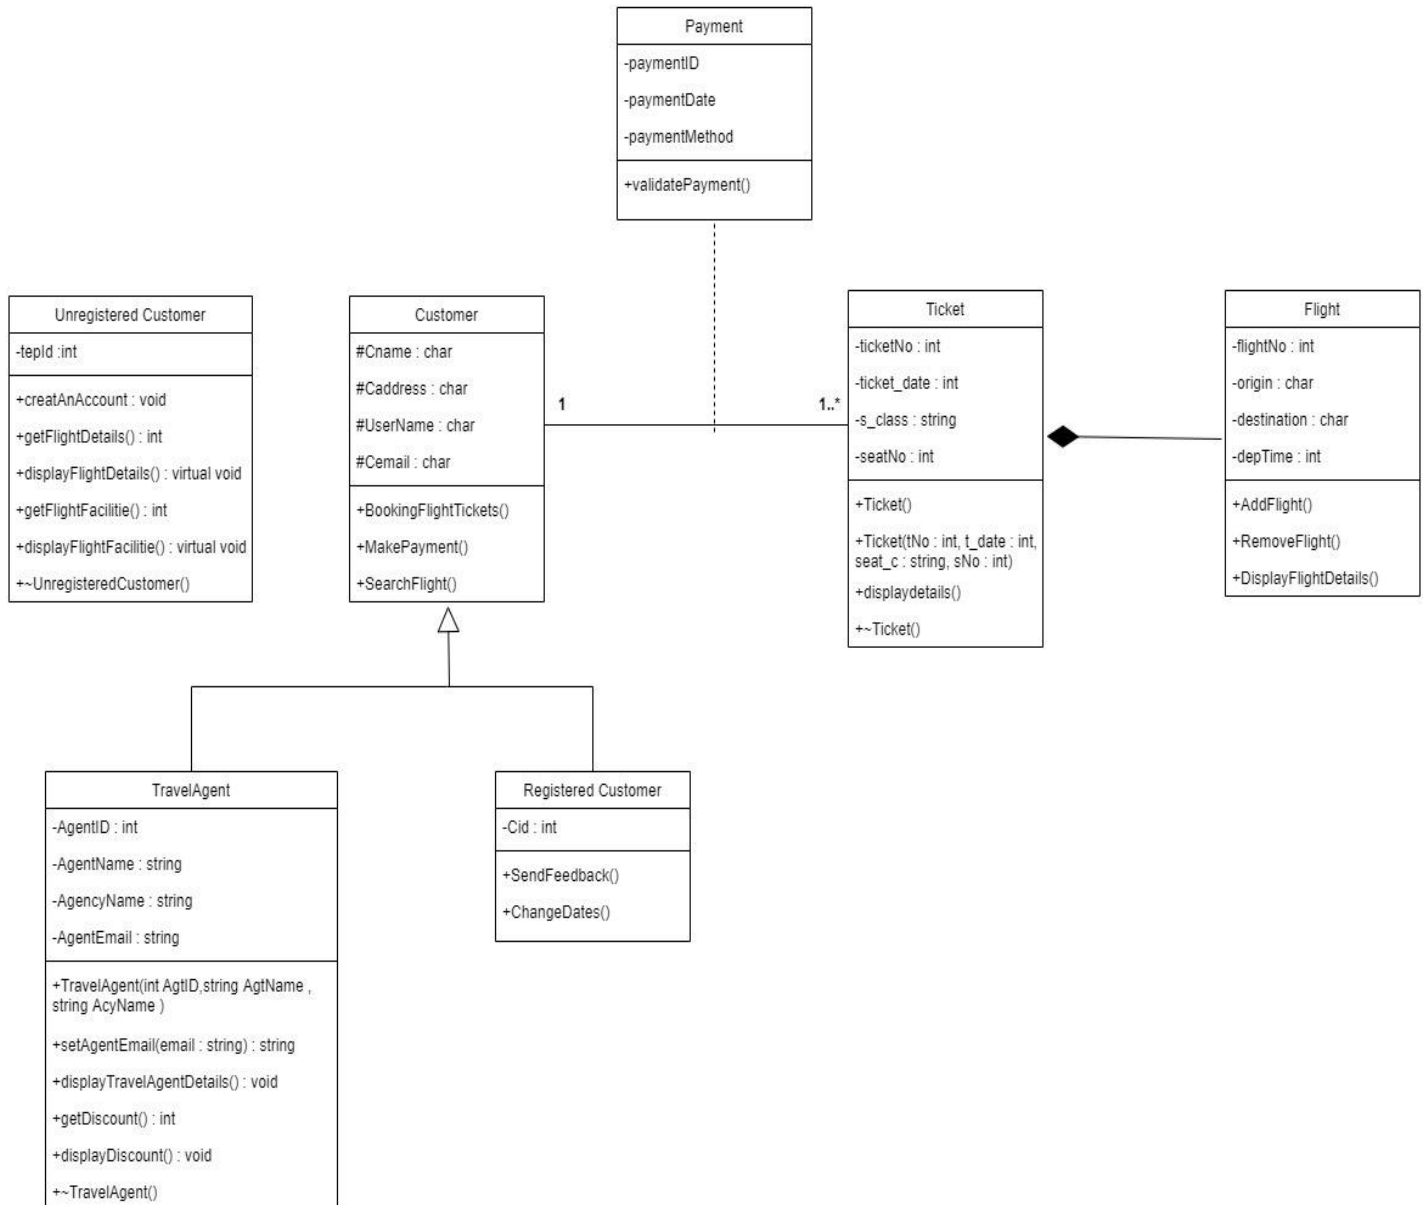 Payment
-paymentID
-paymentDate
-paymentMethod
+validatePayment()
Unregistered Customer
-tepId :int
+creatAnAccount : void
+getFlightDetails() : int
+displayFlightDetails() : virtual void
+getFlightFacilitie() : int
+displayFlightFacilitie() : virtual void
+~UnregisteredCustomer()
Customer
#Cname : char
#Caddress : char
#UserName : char
#Cemail : char
+BookingFlightTickets()
+MakePayment()
+SearchFlight()
1
1..*
Ticket
-ticketNo : int
-ticket_date : int
-s_class : string
-seatNo : int
+Ticket()
+Ticket(tNo : int, t_date : int,
seat_c : string, sNo : int)
+displaydetails()
+~Ticket()
Flight
-flightNo : int
-origin : char
-destination : char
-depTime : int
+AddFlight()
+RemoveFlight()
+DisplayFlightDetails()
TravelAgent
-AgentID : int
-AgentName : string
-AgencyName : string
-AgentEmail : string
+TravelAgent(int AgtID,string AgtName ,
string AcyName )
+setAgentEmail(email : string) : string
+displayTravelAgentDetails() : void
+getDiscount() : int
+displayDiscount() : void
+~TravelAgent()
Registered Customer
-Cid : int
+SendFeedback()
+ChangeDates()